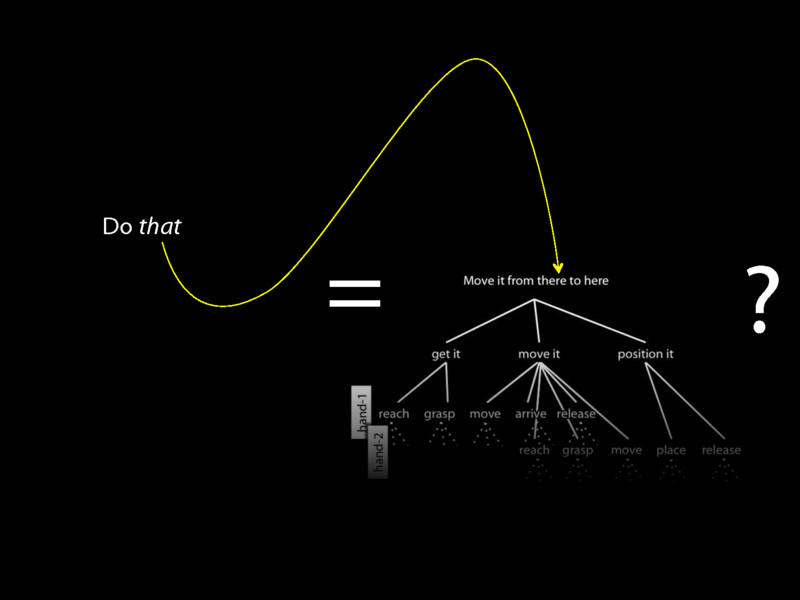 Do that
=
Move it from there to here
?
get it move it position it
hand-1
reach grasp move arrive release
hand-2
reach grasp move place release